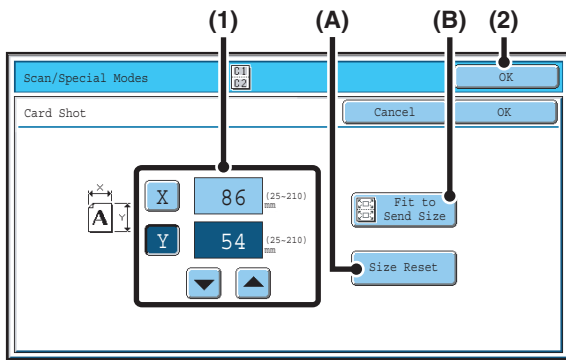 (1) (A) (B) (2)
Scan/Special Modes C1 C2 OK
Card Shot Cancel OK
X
X 86 (25~210) mm
A Y
Y 54 (25~210) mm
Fit to
Send Size
Size Reset